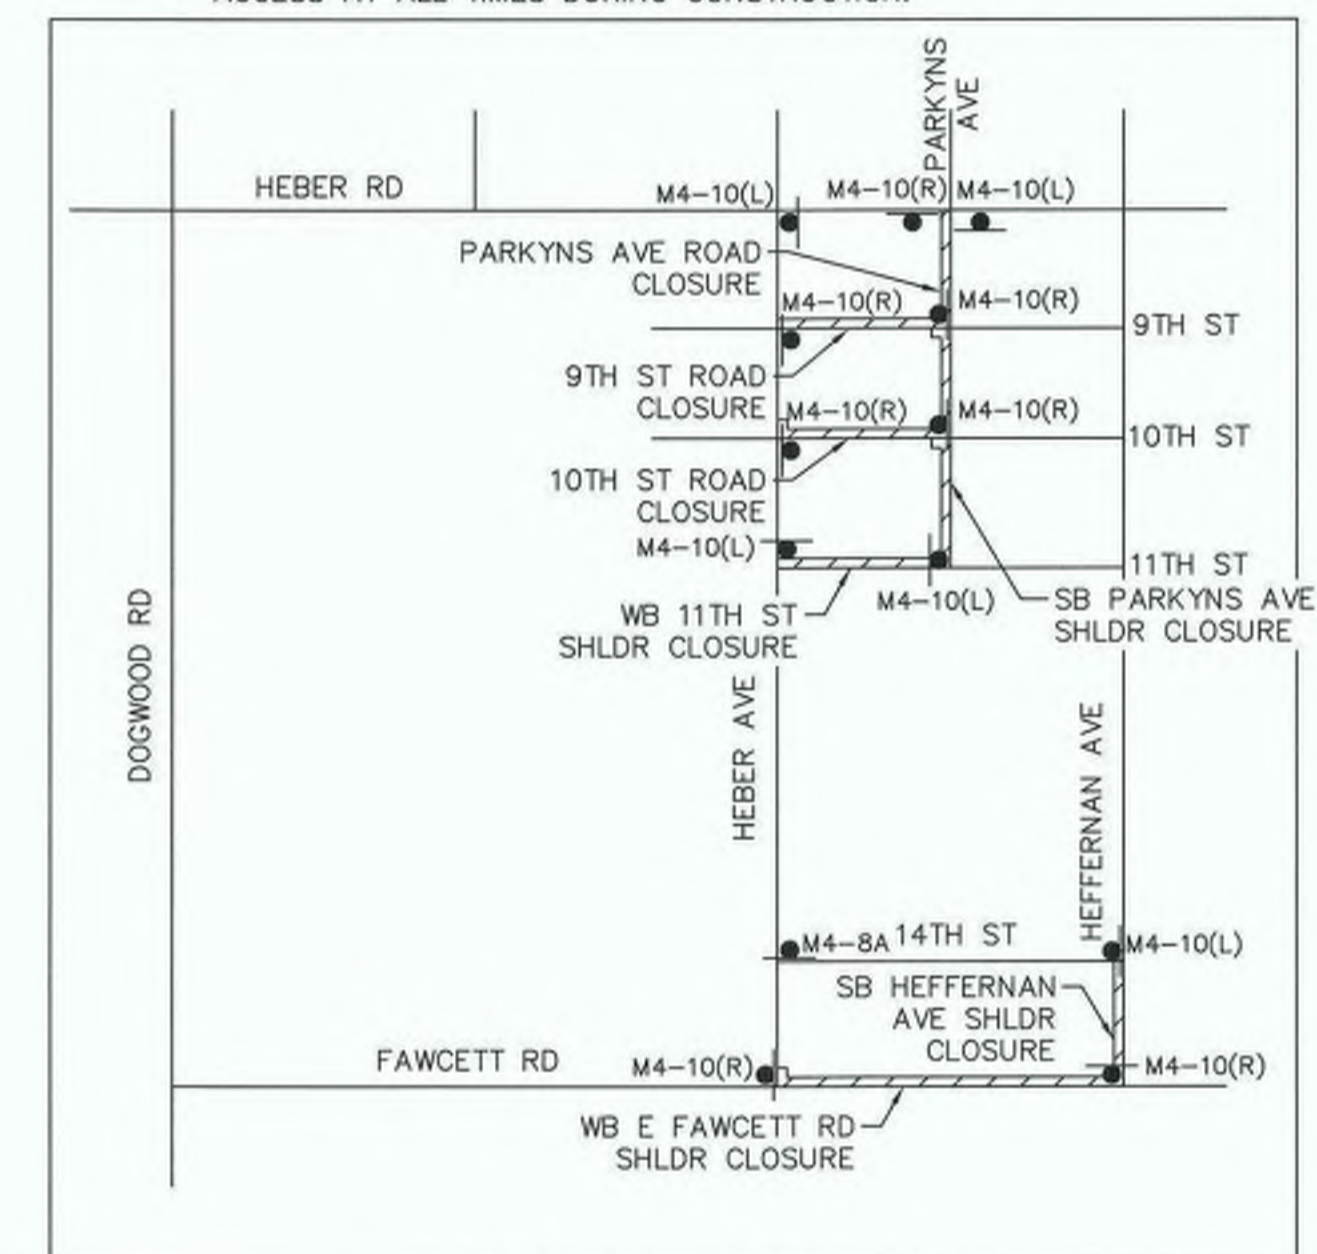 PARKYNS
AVE
HEBER RD
M4-10(L)
M4-10(R)
M4-10(L)
PARKYNS AVE ROAD
CLOSURE
M4-10(R)
M4-10(R)
9TH ST
9TH ST ROAD
CLOSURE
M4-10(R)
M4-10(R)
10TH ST
10TH ST ROAD
CLOSURE
M4-10(L)
11TH ST
M4-10(L)
SB PARKYNS AVE
SHLDR CLOSURE
WB 11TH ST
SHLDR CLOSURE
DOGWOOD RD
HEBER AVE
HEFFERNAN AVE
M4-8A
14TH ST
M4-10(L)
SB HEFFERNAN
AVE SHLDR
CLOSURE
FAWCETT RD
M4-10(R)
M4-10(R)
WB E FAWCETT RD
SHLDR CLOSURE